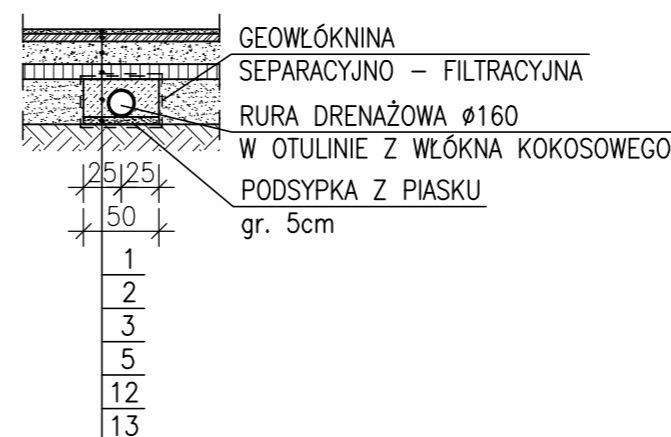 GEOWŁÓKNINA
SEPARACYJNO – FILTRACYJNA
RURA DRENAŻOWA ø160
W OTULINIE Z WŁÓKNA KOKOSOWEGO
PODSYPKA Z PIASKU
gr. 5cm
25 25
50
1
2
3
5
12
13